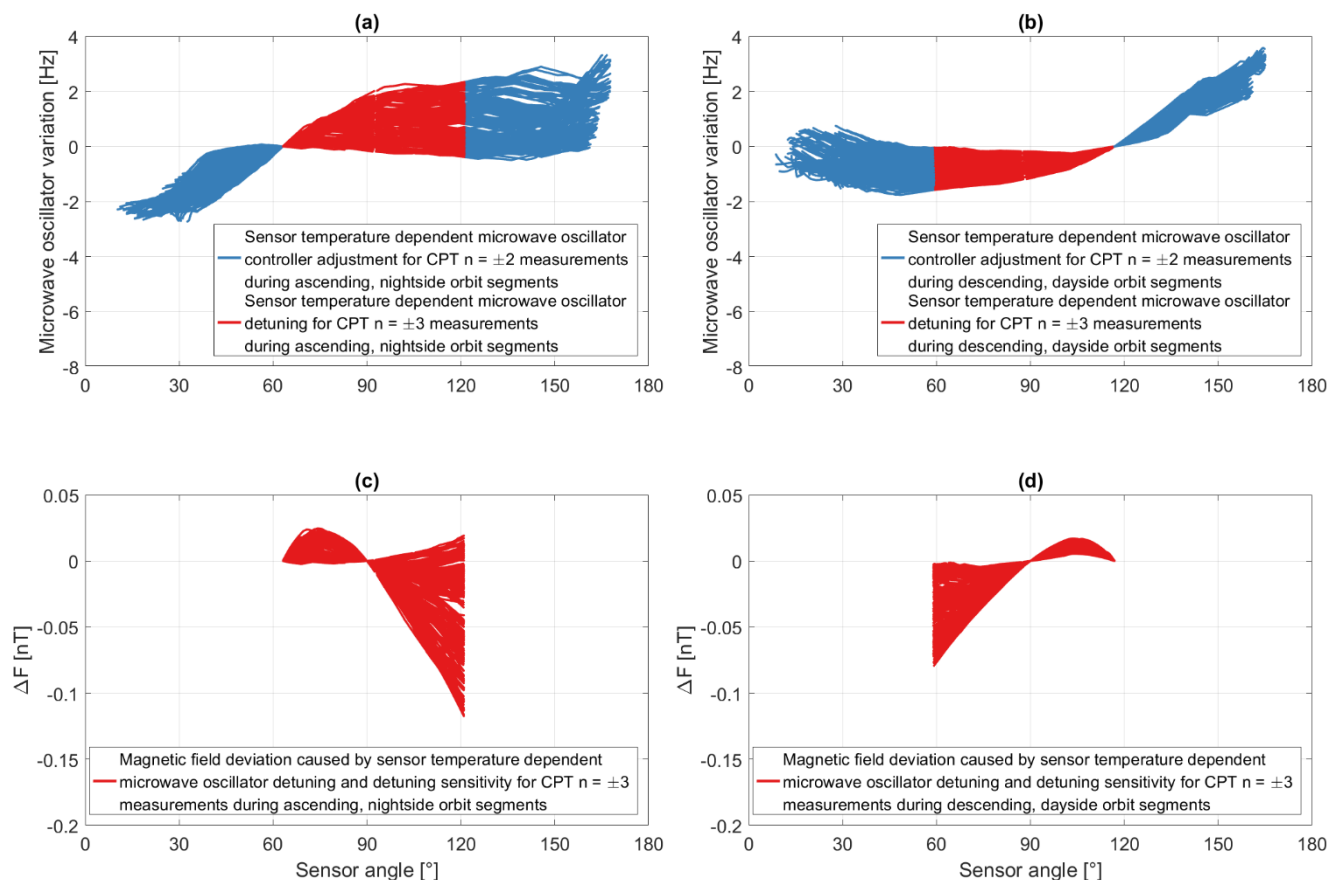 (a)
Microwave oscillator variation [Hz]
4
2
0
-2
-4
-6
-8
0
30
60
90
120
150
180
Sensor temperature dependent microwave oscillator
controller adjustment for CPT n = ±2 measurements
during ascending, nightside orbit segments
Sensor temperature dependent microwave oscillator
detuning for CPT n = ±3 measurements
during ascending, nightside orbit segments
(b)
Microwave oscillator variation [Hz]
4
2
0
-2
-4
-6
-8
0
30
60
90
120
150
180
Sensor temperature dependent microwave oscillator
controller adjustment for CPT n = ±2 measurements
during descending, dayside orbit segments
Sensor temperature dependent microwave oscillator
detuning for CPT n = ±3 measurements
during descending, dayside orbit segments
(c)
ΔF [nT]
0.05
0
-0.05
-0.1
-0.15
-0.2
0
30
60
90
120
150
180
Sensor angle [°]
Magnetic field deviation caused by sensor temperature dependent
microwave oscillator detuning and detuning sensitivity for CPT n = ±3
measurements during ascending, nightside orbit segments
(d)
ΔF [nT]
0.05
0
-0.05
-0.1
-0.15
-0.2
0
30
60
90
120
150
180
Sensor angle [°]
Magnetic field deviation caused by sensor temperature dependent
microwave oscillator detuning and detuning sensitivity for CPT n = ±3
measurements during descending, dayside orbit segments